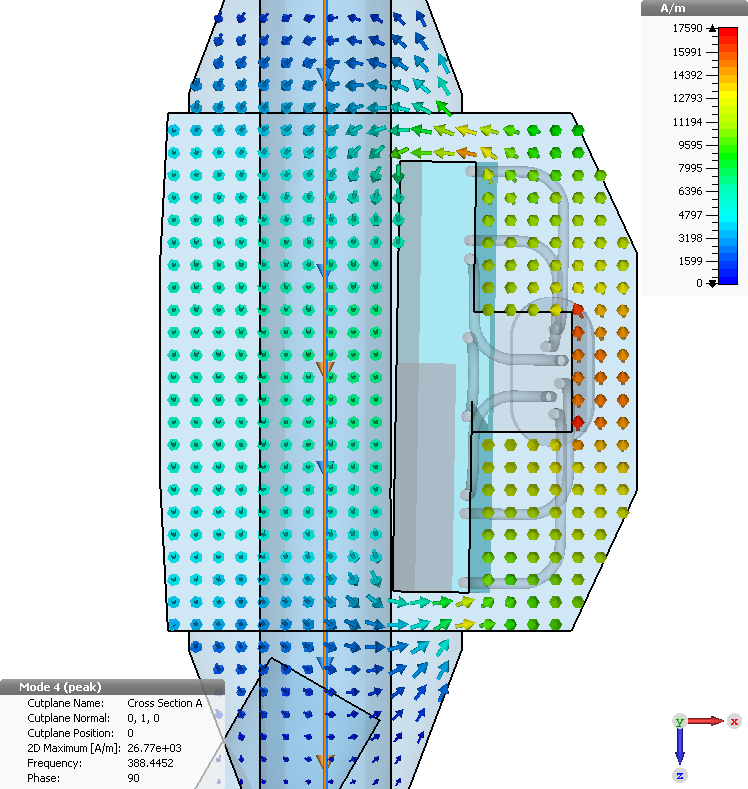 A/m
17590
15991
14392
12793
11194
9595
7995
6396
4797
3198
1599
0
Mode 4 (peak)
Cutplane Name: Cross Section A
Cutplane Normal: 0, 1, 0
Cutplane Position: 0
2D Maximum [A/m]: 26.77e+03
Frequency: 388.4452
Phase: 90
y x
z